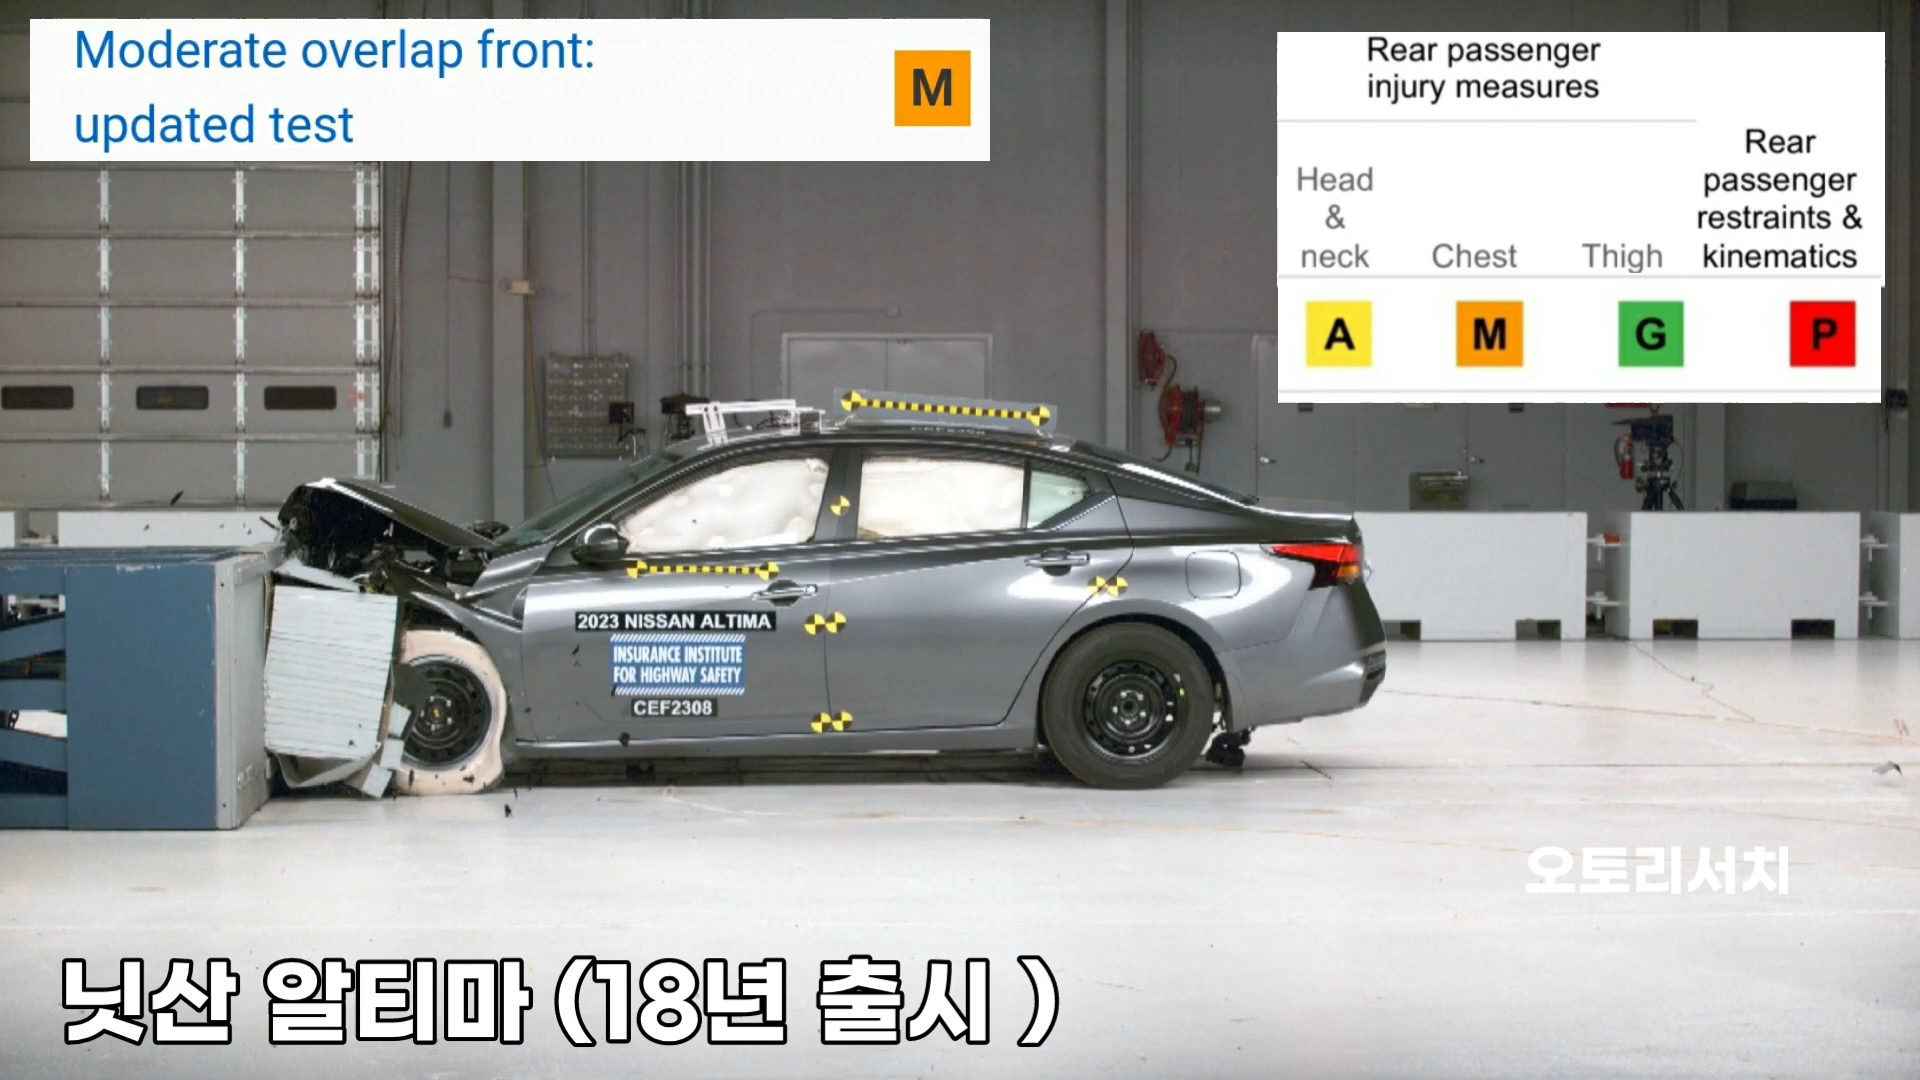 Moderate overlap front:
updated test
M
Rear passenger
injury measures
Head
&
neck
Chest
Thigh
Rear
passenger
restraints &
kinematics
A
M
G
P
2023 NISSAN ALTIMA
INSURANCE INSTITUTE
FOR HIGHWAY SAFETY
CEF2308
오토리서치
닛산 알티마 (18년 출시 )